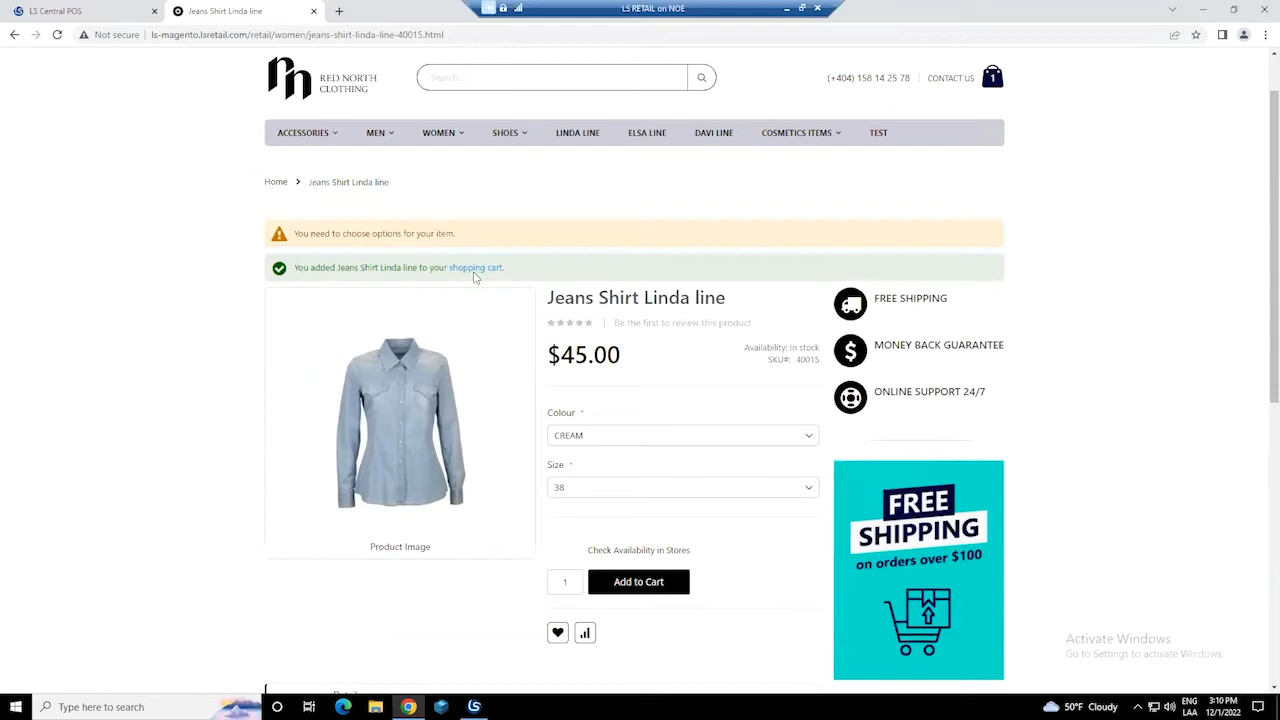 LS Central POS
Jeans Shirt Linda line
LS RETAIL on NOE
Not secure
ls-magento.lsretail.com/retail/women/jeans-shirt-linda-line-40015.html
RED NORTH
CLOTHING
Search...
(+404) 158 14 25 78
CONTACT US
1
ACCESSORIES
MEN
WOMEN
SHOES
LINDA LINE
ELSA LINE
DAVI LINE
COSMETICS ITEMS
TEST
Home > Jeans Shirt Linda line
You need to choose options for your item.
You added Jeans Shirt Linda line to your shopping cart.
Product Image
Jeans Shirt Linda line
Be the first to review this product
$45.00
Availability: In stock
SKU#: 40015
Colour *
CREAM
Size *
38
Check Availability in Stores
1
Add to Cart
FREE SHIPPING
MONEY BACK GUARANTEE
ONLINE SUPPORT 24/7
FREE
SHIPPING
on orders over $100
Activate Windows
Go to Settings to activate Windows.
Type here to search
50°F Cloudy
ENG
LAA
3:10 PM
12/1/2022